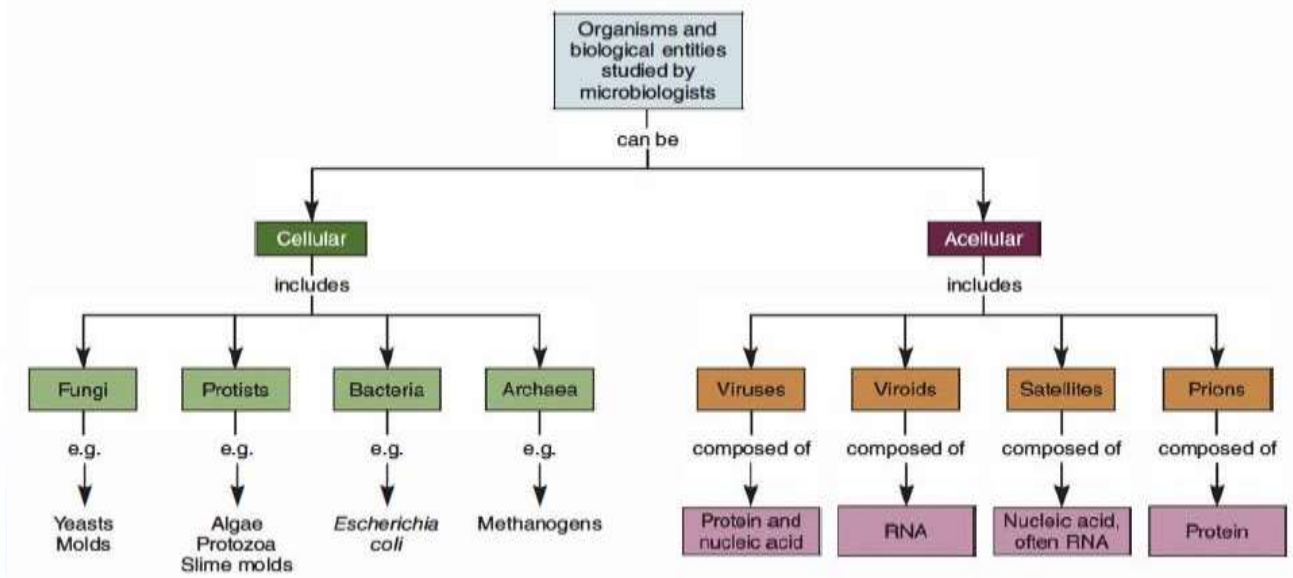 Organisms and
biological entities
studied by
microbiologists
can be
Cellular
Acellular
includes
includes
Fungi
Protists
Bacteria
Archaea
Viruses
Viroids
Satellites
Prions
e.g.
e.g.
e.g.
e.g.
composed of
composed of
composed of
composed of
Yeasts
Molds
Algae
Protozoa
Slime molds
Escherichia
coli
Methanogens
Protein and
nucleic acid
RNA
Nucleic acid,
often RNA
Protein